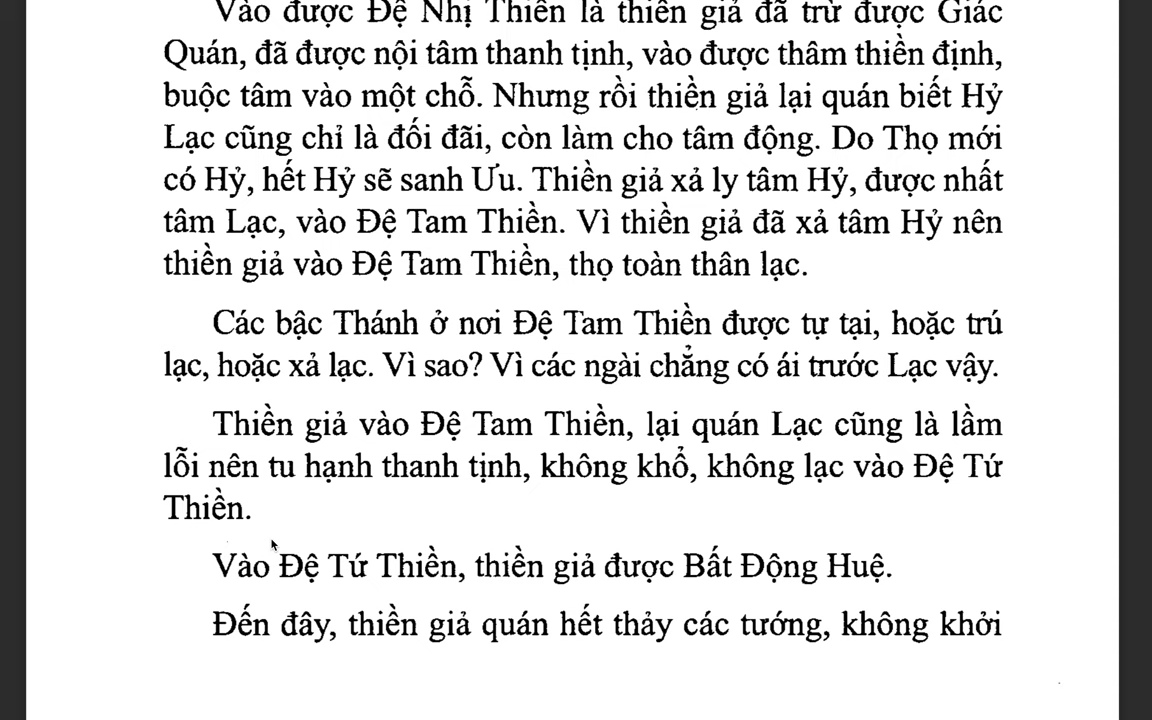 Vào được Đệ Nhị Thiền là thiền giả đã trừ được Giác
Quán, đã được nội tâm thanh tịnh, vào được thâm thiền định,
buộc tâm vào một chỗ. Nhưng rồi thiền giả lại quán biết Hỷ
Lạc cũng chỉ là đối đãi, còn làm cho tâm động. Do Thọ mới
có Hỷ, hết Hỷ sẽ sanh Ưu. Thiền giả xả ly tâm Hỷ, được nhất
tâm Lạc, vào Đệ Tam Thiền. Vì thiền giả đã xả tâm Hỷ nên
thiền giả vào Đệ Tam Thiền, thọ toàn thân lạc.
Các bậc Thánh ở nơi Đệ Tam Thiền được tự tại, hoặc trú
lạc, hoặc xả lạc. Vì sao? Vì các ngài chẳng có ái trước Lạc vậy.
Thiền giả vào Đệ Tam Thiền, lại quán Lạc cũng là lầm
lỗi nên tu hạnh thanh tịnh, không khổ, không lạc vào Đệ Tứ
Thiền.
Vào Đệ Tứ Thiền, thiền giả được Bất Động Huệ.
Đến đây, thiền giả quán hết thảy các tướng, không khởi